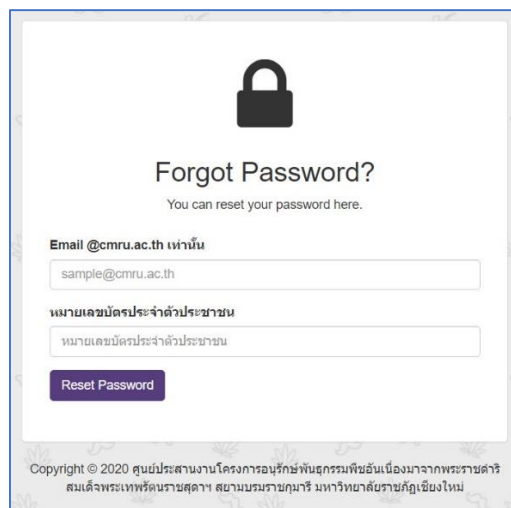 Forgot Password?
You can reset your password here.
Email @cmru.ac.th เท่านั้น
sample@cmru.ac.th
หมายเลขบัตรประจำตัวประชาชน
หมายเลขบัตรประจำตัวประชาชน
Reset Password
Copyright © 2020 ศูนย์ประสานงานโครงการอนุรักษ์พันธุกรรมพืชอันเนื่องมาจากพระราชดำริ
สมเด็จพระเทพรัตนราชสุดาฯ สยามบรมราชกุมารี มหาวิทยาลัยราชภัฏเชียงใหม่